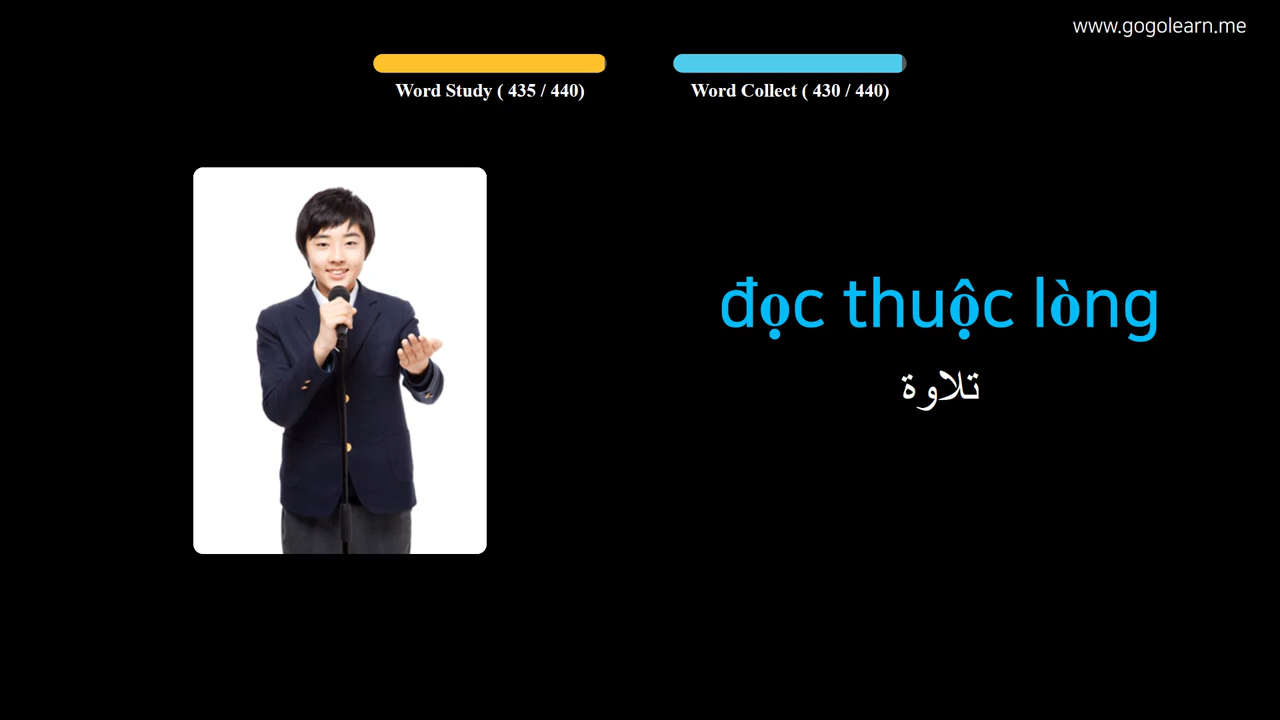 www.gogolearn.me
Word Study ( 435 / 440)
Word Collect ( 430 / 440)
đọc thuộc lòng
تلاوة